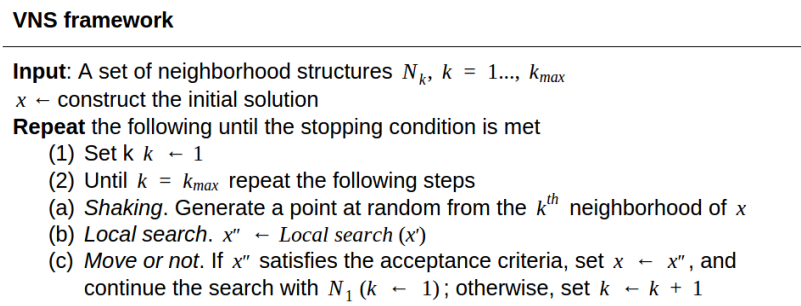 VNS framework
Input: A set of neighborhood structures N_k, k = 1..., k_max
x ← construct the initial solution
Repeat the following until the stopping condition is met
(1) Set k k ← 1
(2) Until k = k_max repeat the following steps
(a) Shaking. Generate a point at random from the k^th neighborhood of x
(b) Local search. x″ ← Local search (x′)
(c) Move or not. If x″ satisfies the acceptance criteria, set x ← x″, and
continue the search with N_1 (k ← 1); otherwise, set k ← k + 1